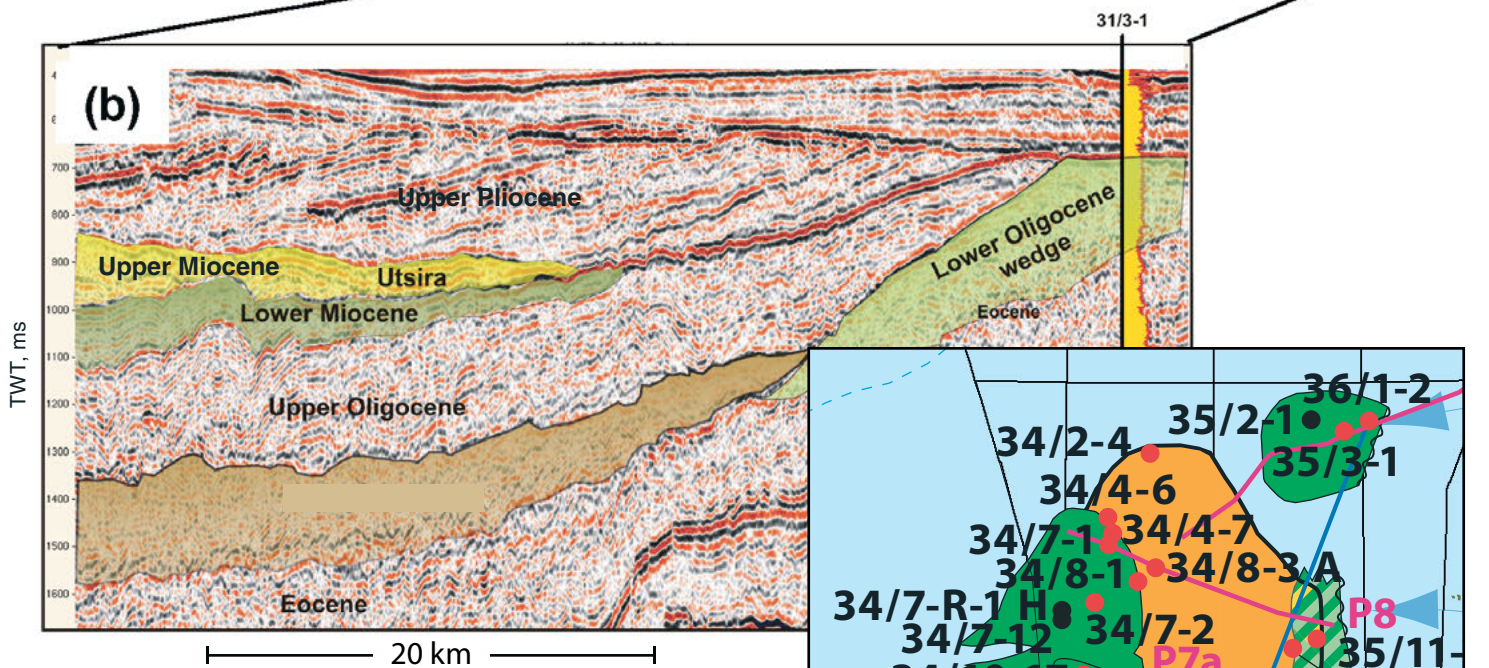 31/3-1
(b)
700
Upper Pliocene
800
Lower Oligocene
wedge
900
Upper Miocene
Utsira
1000
Lower Miocene
Eocene
1100
TWT, ms
1200
Upper Oligocene
1300
1400
1500
1600
Eocene
20 km
36/1-2
35/2-1
34/2-4
35/3-1
34/4-6
34/4-7
34/7-1
34/8-3 A
34/8-1
34/7-R-1 H
P8
34/7-2
34/7-12
35/11-
P7a